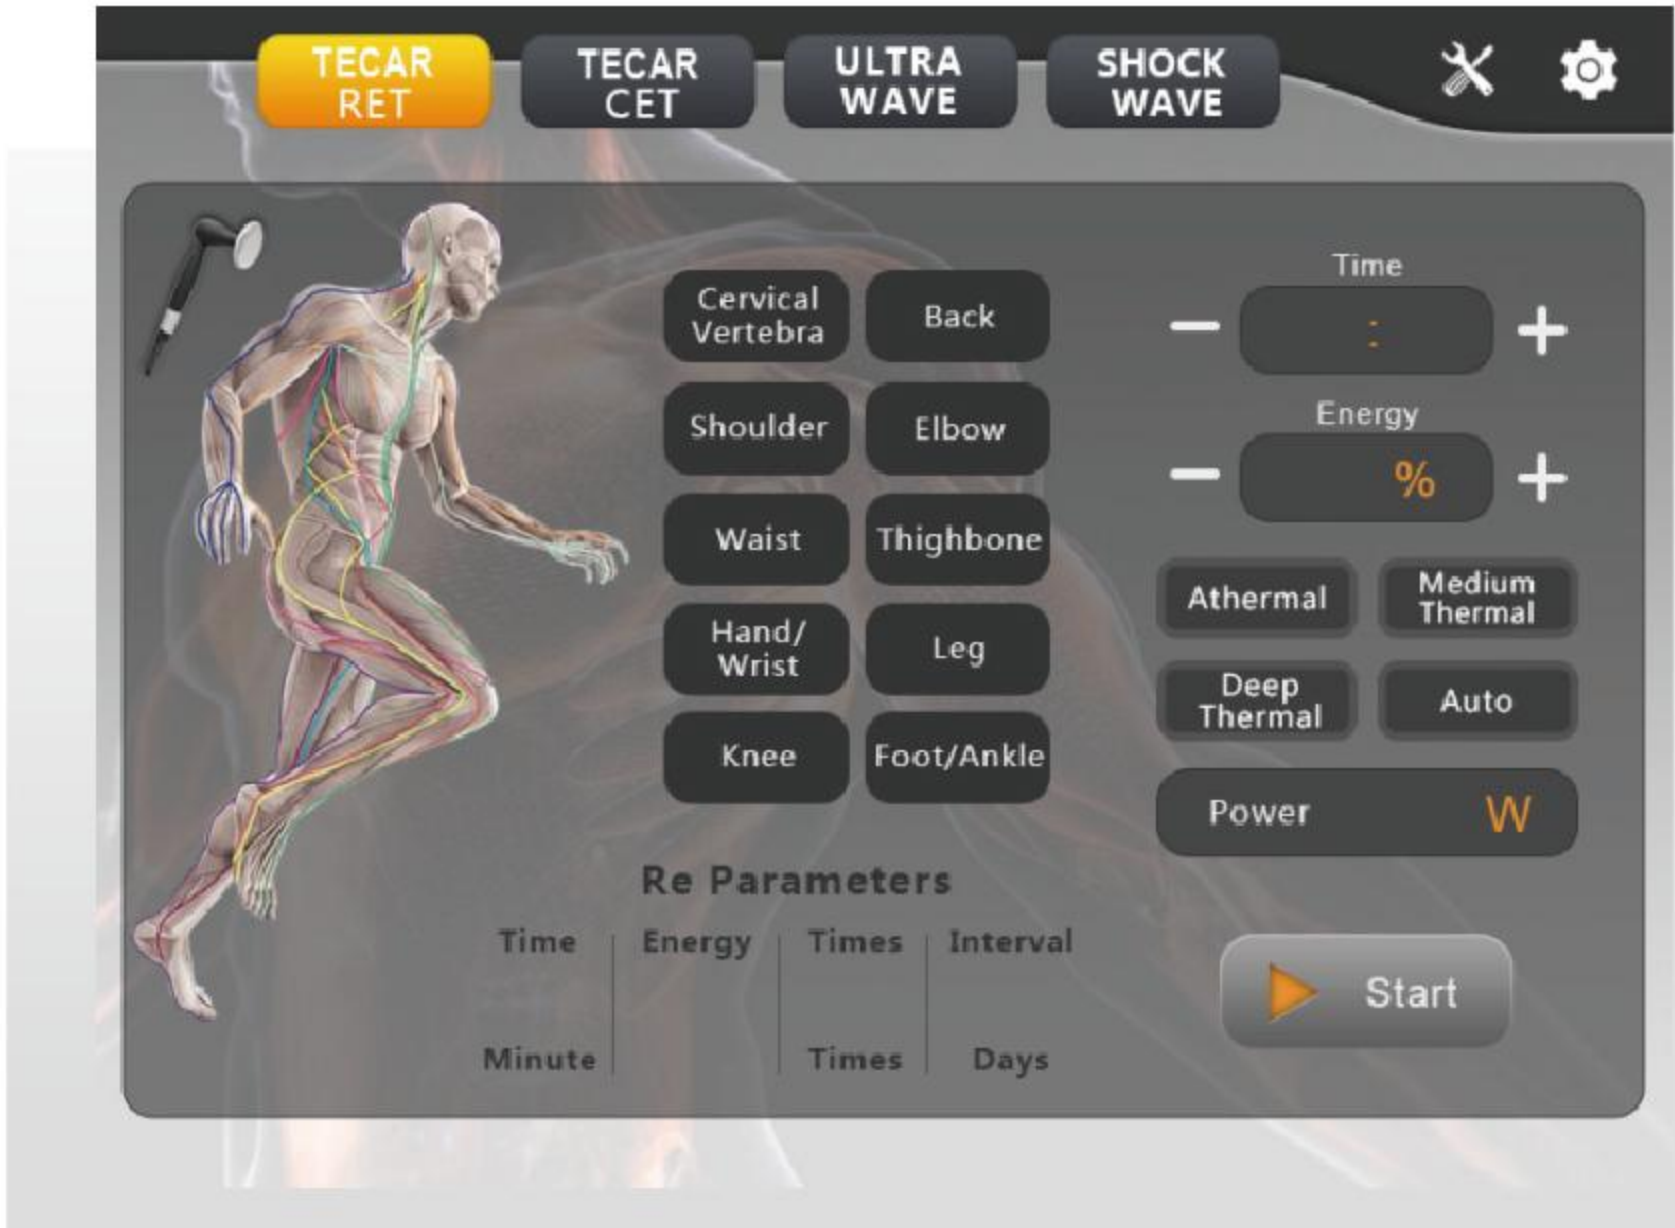 TECAR
RET
TECAR
CET
ULTRA
WAVE
SHOCK
WAVE
Cervical
Vertebra
Back
Shoulder
Elbow
Waist
Thighbone
Hand/
Wrist
Leg
Knee
Foot/Ankle
Time
:
Energy
%
Athermal
Medium
Thermal
Deep
Thermal
Auto
Power W
Re Parameters
Time Energy Times Interval
Minute Times Days
Start